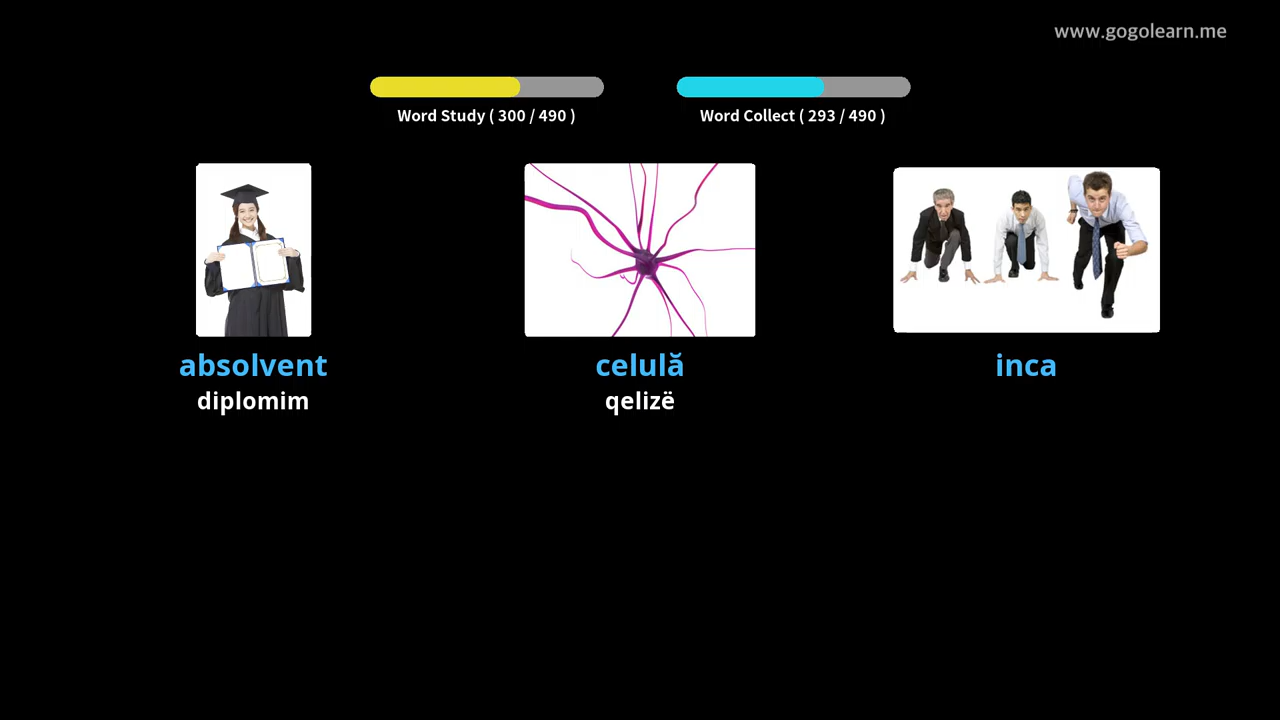 www.gogolearn.me
Word Study ( 300 / 490 )
Word Collect ( 293 / 490 )
absolvent
celulă
inca
diplomim
qelizë